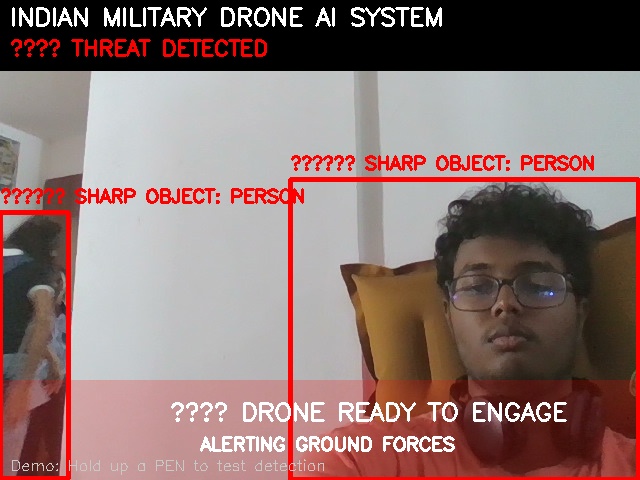 INDIAN MILITARY DRONE AI SYSTEM
???? THREAT DETECTED
?????? SHARP OBJECT: PERSON
?????? SHARP OBJECT: PERSON
???? DRONE READY TO ENGAGE
ALERTING GROUND FORCES
Demo: Hold up a PEN to test detection